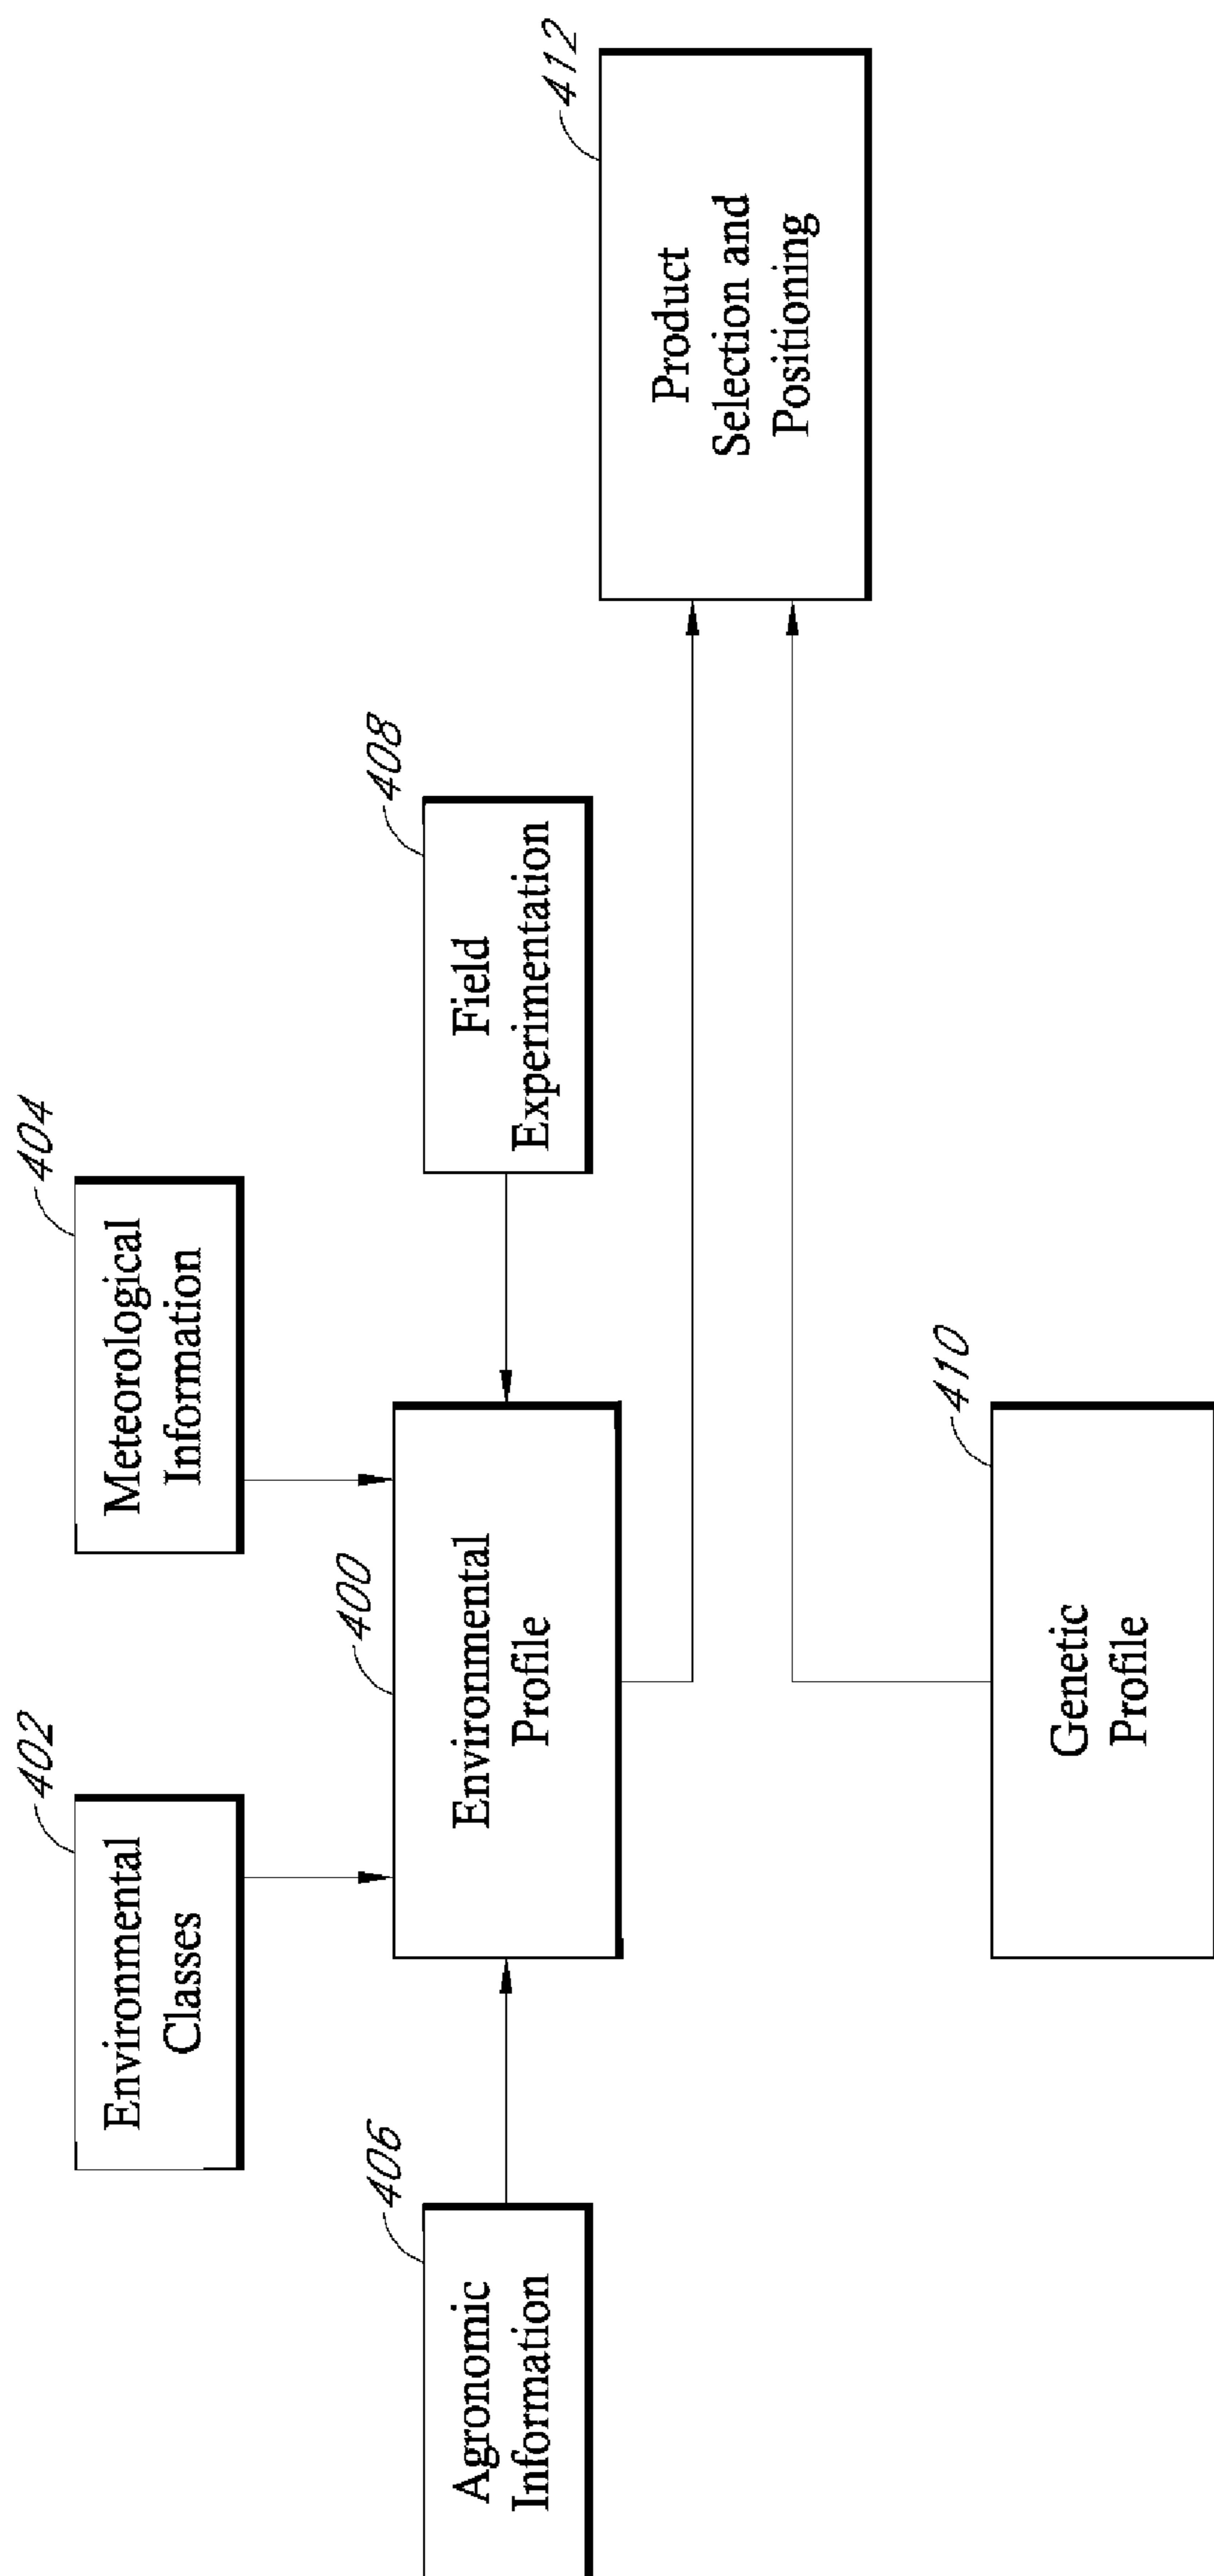 402
Environmental
Classes
404
Meteorological
Information
406
Agronomic
Information
400
Environmental
Profile
408
Field
Experimentation
412
Product
Selection and
Positioning
410
Genetic
Profile